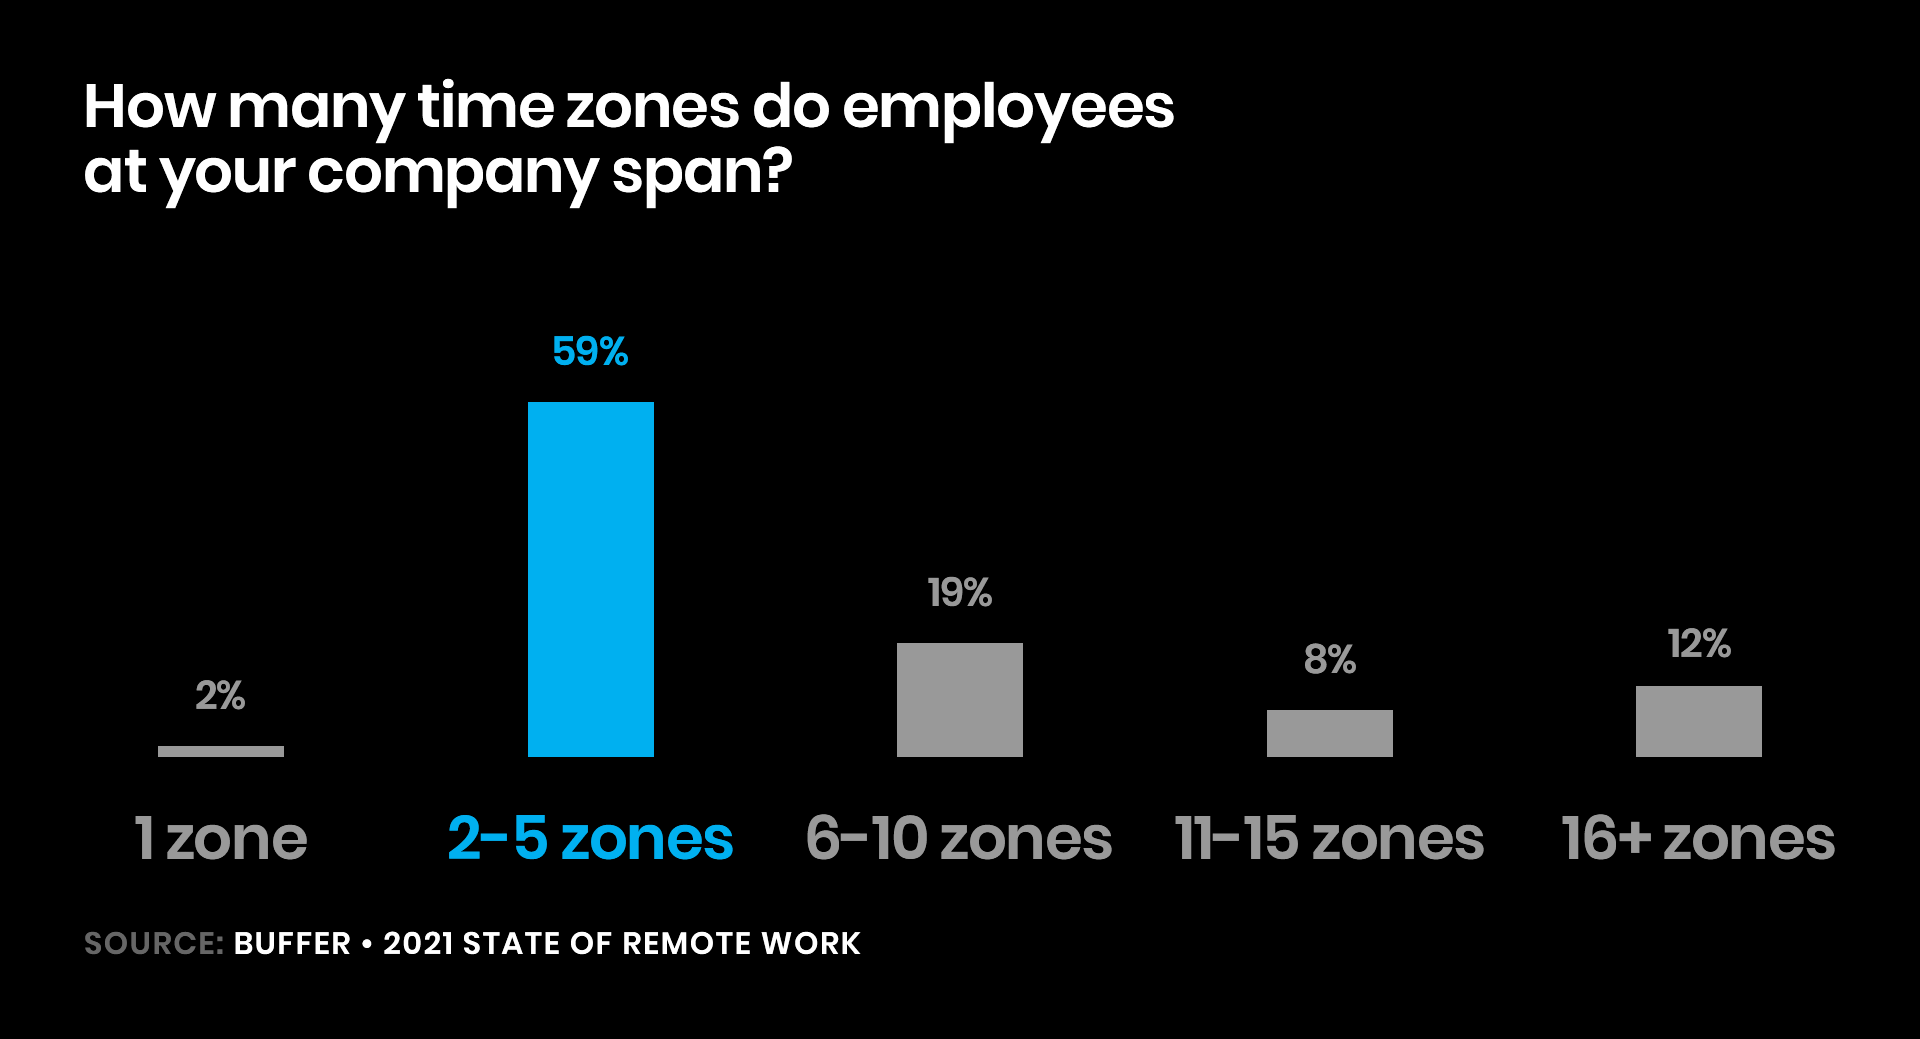 How many time zones do employees
at your company span?
59%
19%
12%
8%
2%
1 zone
2-5 zones
6-10 zones
11-15 zones
16+ zones
SOURCE: BUFFER • 2021 STATE OF REMOTE WORK